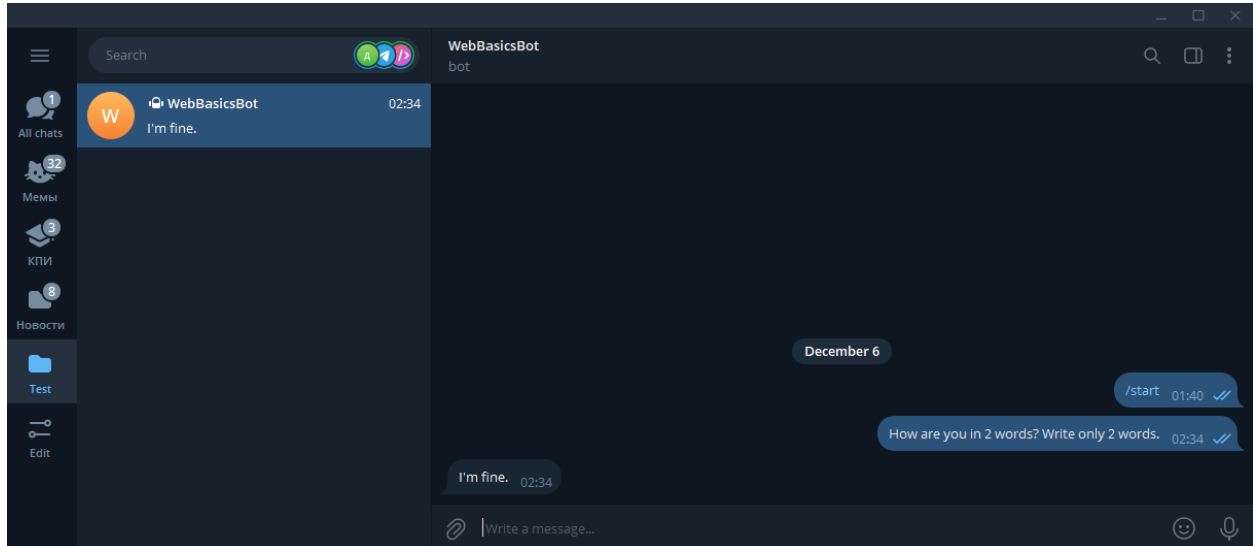 Search
Д
WebBasicsBot
bot
1
All chats
W
WebBasicsBot
02:34
I'm fine.
32
Мемы
3
КПИ
8
Новости
Test
Edit
December 6
/start 01:40
How are you in 2 words? Write only 2 words. 02:34
I'm fine. 02:34
Write a message...